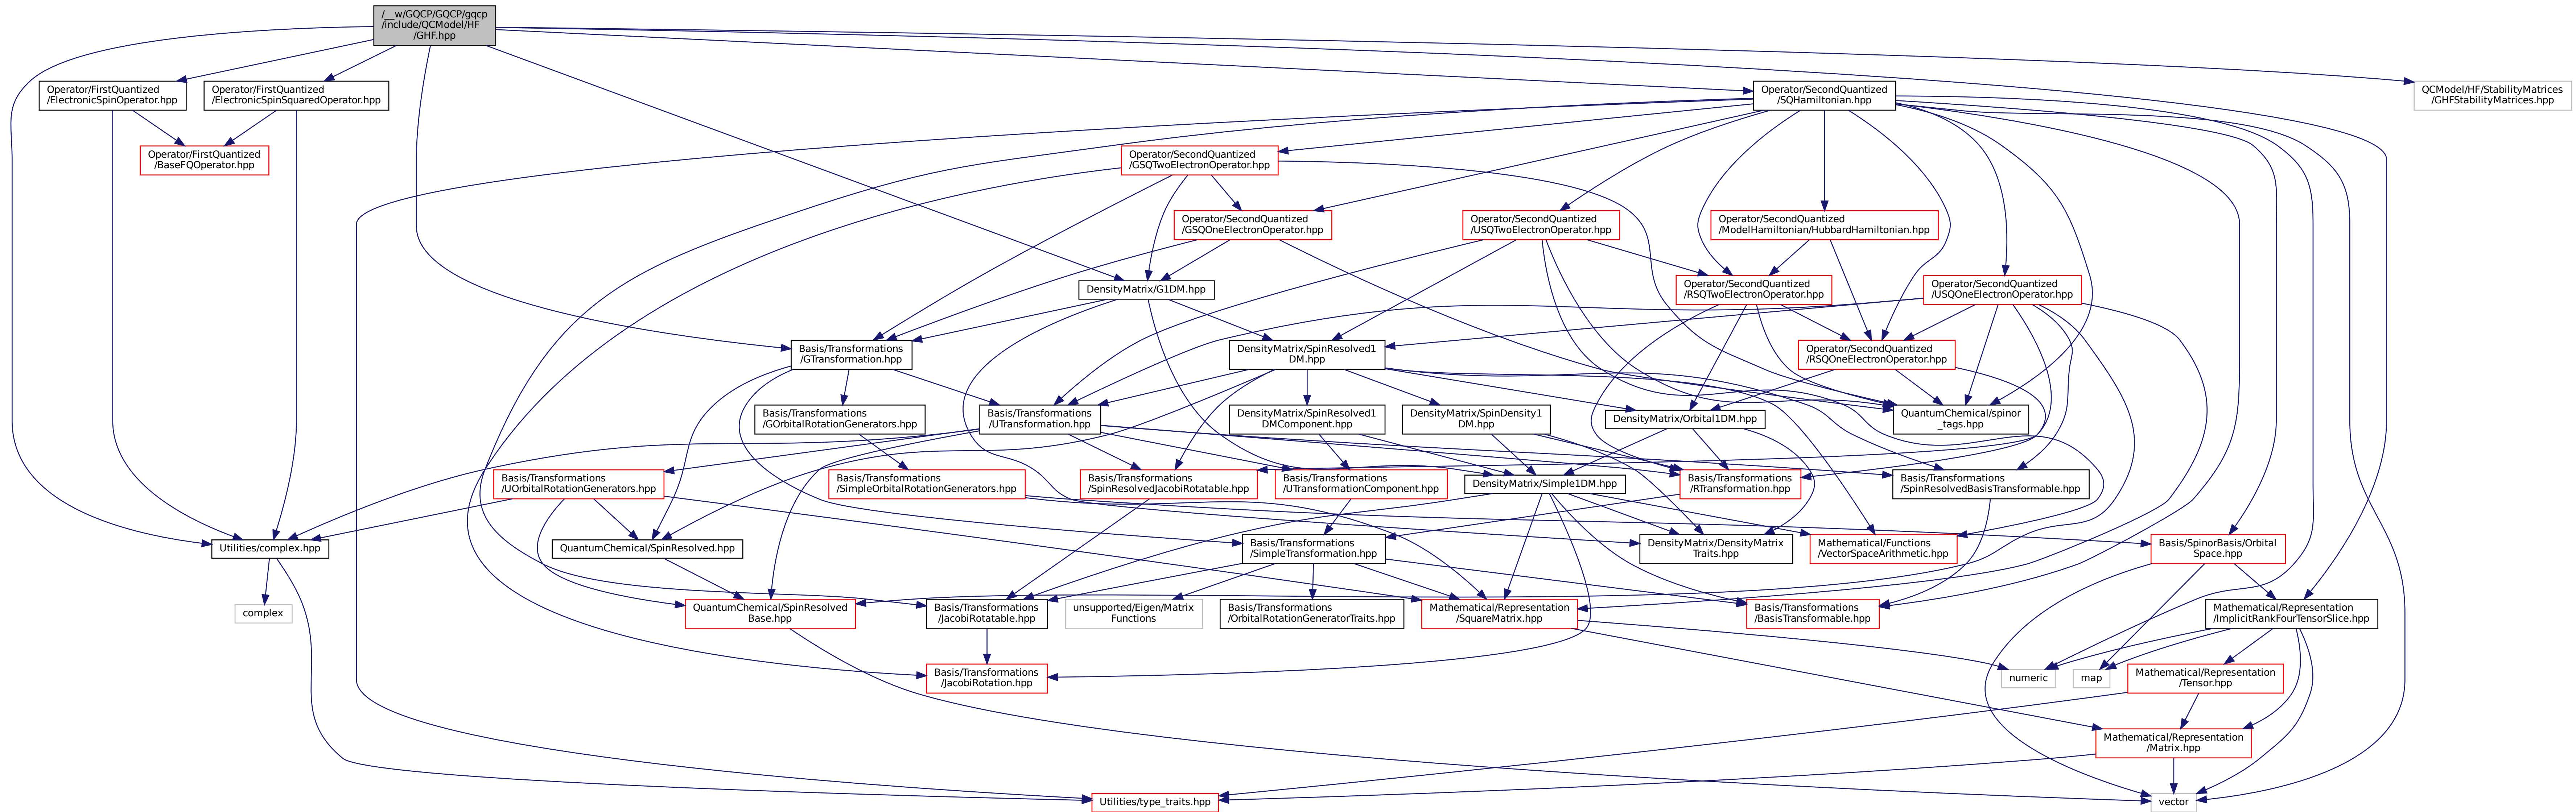 /__w/GQCP/GQCP/gqcp
/include/QCModel/HF
/GHF.hpp
Operator/FirstQuantized
/ElectronicSpinOperator.hpp
Operator/FirstQuantized
/ElectronicSpinSquaredOperator.hpp
Operator/SecondQuantized
/SQHamiltonian.hpp
QCModel/HF/StabilityMatrices
/GHFStabilityMatrices.hpp
Operator/FirstQuantized
/BaseFQOperator.hpp
Operator/SecondQuantized
/GSQTwoElectronOperator.hpp
Operator/SecondQuantized
/GSQOneElectronOperator.hpp
Operator/SecondQuantized
/USQTwoElectronOperator.hpp
Operator/SecondQuantized
/ModelHamiltonian/HubbardHamiltonian.hpp
DensityMatrix/G1DM.hpp
Operator/SecondQuantized
/RSQTwoElectronOperator.hpp
Operator/SecondQuantized
/USQOneElectronOperator.hpp
Basis/Transformations
/GTransformation.hpp
DensityMatrix/SpinResolved1
DM.hpp
Operator/SecondQuantized
/RSQOneElectronOperator.hpp
Basis/Transformations
/GOrbitalRotationGenerators.hpp
Basis/Transformations
/UTransformation.hpp
DensityMatrix/SpinResolved1
DMComponent.hpp
DensityMatrix/SpinDensity1
DM.hpp
DensityMatrix/Orbital1DM.hpp
QuantumChemical/spinor
_tags.hpp
Basis/Transformations
/UOrbitalRotationGenerators.hpp
Basis/Transformations
/SimpleOrbitalRotationGenerators.hpp
Basis/Transformations
/SpinResolvedJacobiRotatable.hpp
Basis/Transformations
/UTransformationComponent.hpp
DensityMatrix/Simple1DM.hpp
Basis/Transformations
/RTransformation.hpp
Basis/Transformations
/SpinResolvedBasisTransformable.hpp
Utilities/complex.hpp
QuantumChemical/SpinResolved.hpp
Basis/Transformations
/SimpleTransformation.hpp
DensityMatrix/DensityMatrix
Traits.hpp
Mathematical/Functions
/VectorSpaceArithmetic.hpp
Basis/SpinorBasis/Orbital
Space.hpp
complex
QuantumChemical/SpinResolved
Base.hpp
Basis/Transformations
/JacobiRotatable.hpp
unsupported/Eigen/Matrix
Functions
Basis/Transformations
/OrbitalRotationGeneratorTraits.hpp
Mathematical/Representation
/SquareMatrix.hpp
Basis/Transformations
/BasisTransformable.hpp
Mathematical/Representation
/ImplicitRankFourTensorSlice.hpp
Basis/Transformations
/JacobiRotation.hpp
numeric
map
Mathematical/Representation
/Tensor.hpp
Mathematical/Representation
/Matrix.hpp
Utilities/type_traits.hpp
vector